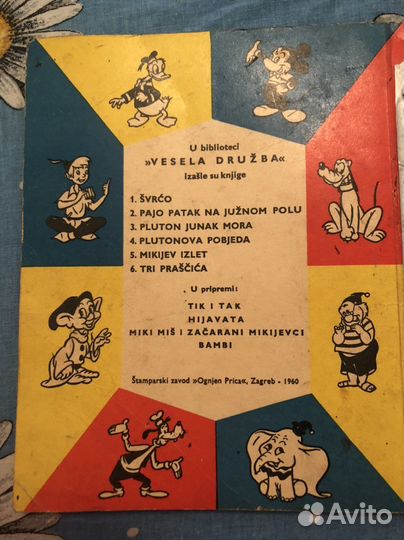 U biblioteci
»VESELA DRUŽBA«
izašle su knjige
1. ŠVRĆO
2. PAJO PATAK NA JUŽNOM POLU
3. PLUTON JUNAK MORA
4. PLUTONOVA POBJEDA
5. MIKIJEV IZLET
6. TRI PRAŠČIĆA
U pripremi:
TIK I TAK
HIJAVATA
MIKI MIŠ I ZAČARANI MIKIJEVCI
BAMBI
Štamparski zavod »Ognjen Prica«, Zagreb - 1960
Avito